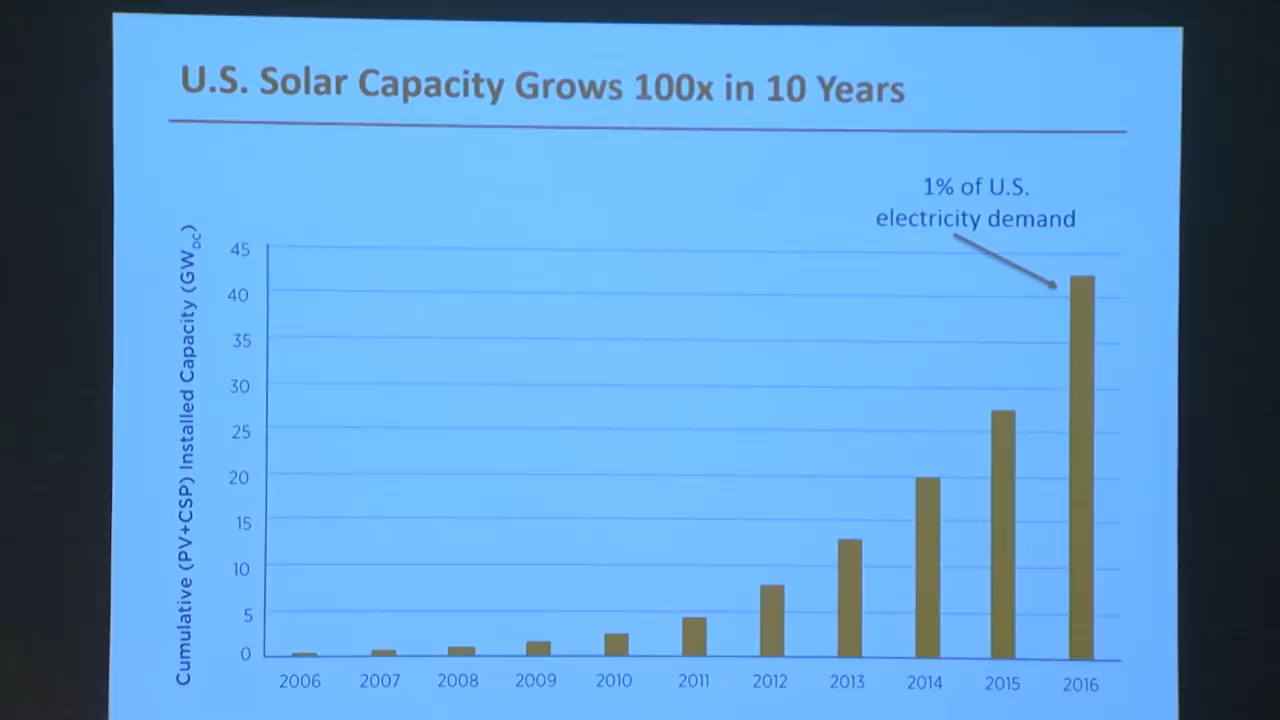 U.S. Solar Capacity Grows 100x in 10 Years
1% of U.S.
electricity demand
Cumulative (PV+CSP) Installed Capacity (GWDC)
45
40
35
30
25
20
15
10
5
0
2006 2007 2008 2009 2010 2011 2012 2013 2014 2015 2016